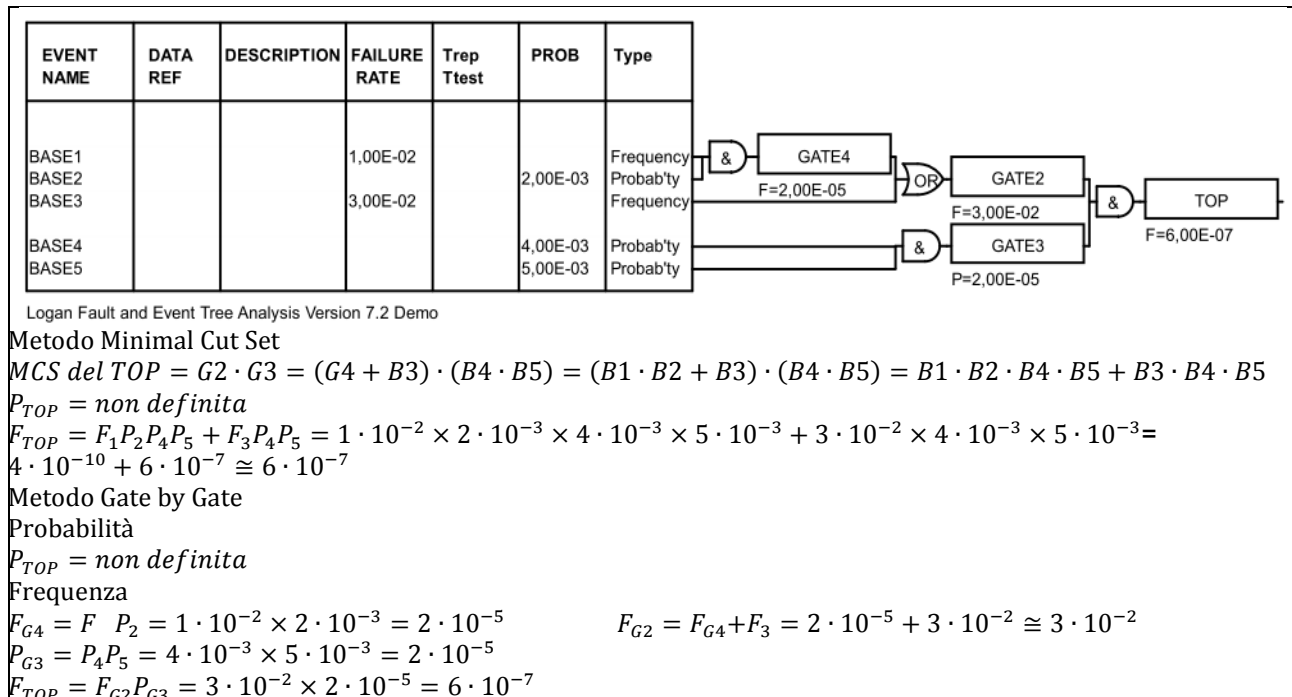 EVENT NAME DATA REF DESCRIPTION FAILURE RATE Trep Ttest PROB Type
BASE1 1,00E-02 Frequency
BASE2 2,00E-03 Probab'ty
BASE3 3,00E-02 Frequency
BASE4 4,00E-03 Probab'ty
BASE5 5,00E-03 Probab'ty
& GATE4
F=2,00E-05
OR GATE2
F=3,00E-02
& TOP
F=6,00E-07
& GATE3
P=2,00E-05
Logan Fault and Event Tree Analysis Version 7.2 Demo
Metodo Minimal Cut Set
MCS del TOP = G2 · G3 = (G4 + B3) · (B4 · B5) = (B1 · B2 + B3) · (B4 · B5) = B1 · B2 · B4 · B5 + B3 · B4 · B5
P_TOP = non definita
F_TOP = F₁P₂P₄P₅ + F₃P₄P₅ = 1 · 10⁻² × 2 · 10⁻³ × 4 · 10⁻³ × 5 · 10⁻³ + 3 · 10⁻² × 4 · 10⁻³ × 5 · 10⁻³=
4 · 10⁻¹⁰ + 6 · 10⁻⁷ ≅ 6 · 10⁻⁷
Metodo Gate by Gate
Probabilità
P_TOP = non definita
Frequenza
F_G4 = F P₂ = 1 · 10⁻² × 2 · 10⁻³ = 2 · 10⁻⁵ F_G2 = F_G4+F₃ = 2 · 10⁻⁵ + 3 · 10⁻² ≅ 3 · 10⁻²
P_G3 = P₄P₅ = 4 · 10⁻³ × 5 · 10⁻³ = 2 · 10⁻⁵
F_TOP = F_G2P_G3 = 3 · 10⁻² × 2 · 10⁻⁵ = 6 · 10⁻⁷